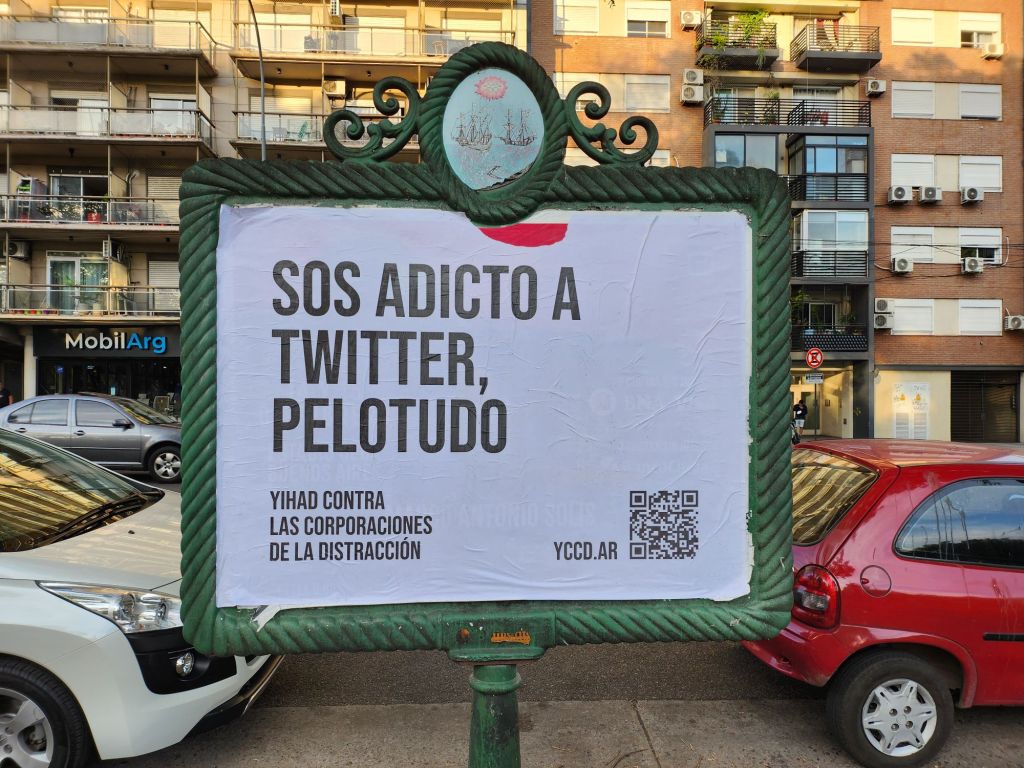 MobilArg
SOS ADICTO A
TWITTER,
PELOTUDO
YIHAD CONTRA
LAS CORPORACIONES
DE LA DISTRACCIÓN
YCCD.AR